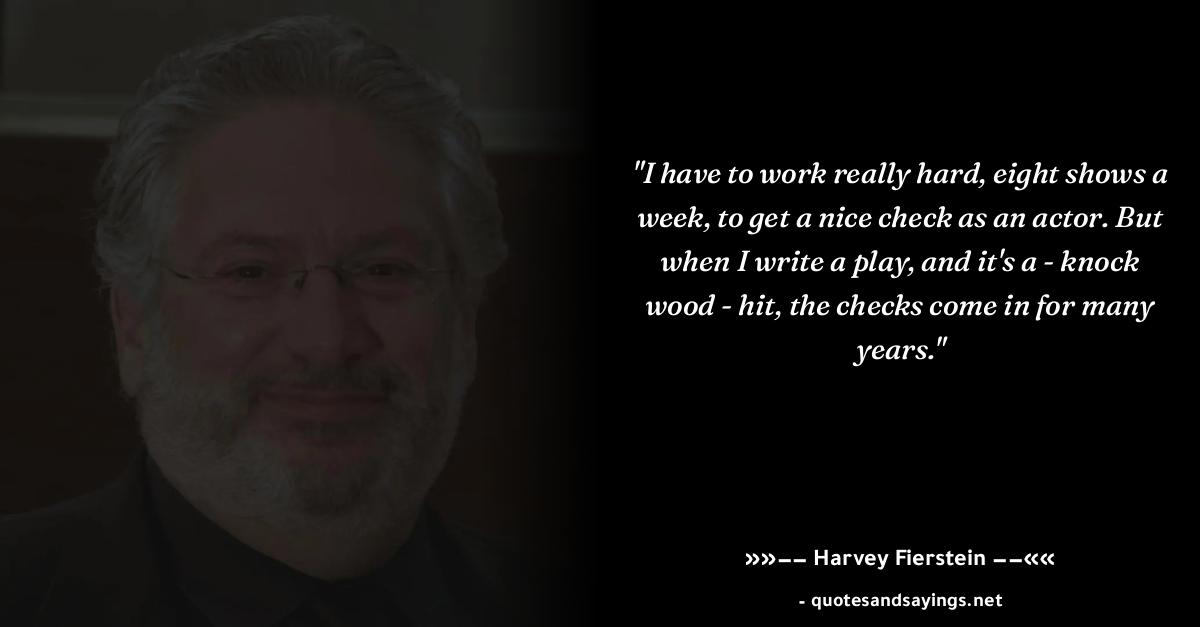 "I have to work really hard, eight shows a
week, to get a nice check as an actor. But
when I write a play, and it's a - knock
wood - hit, the checks come in for many
years."
»»–– Harvey Fierstein ––««
- quotesandsayings.net